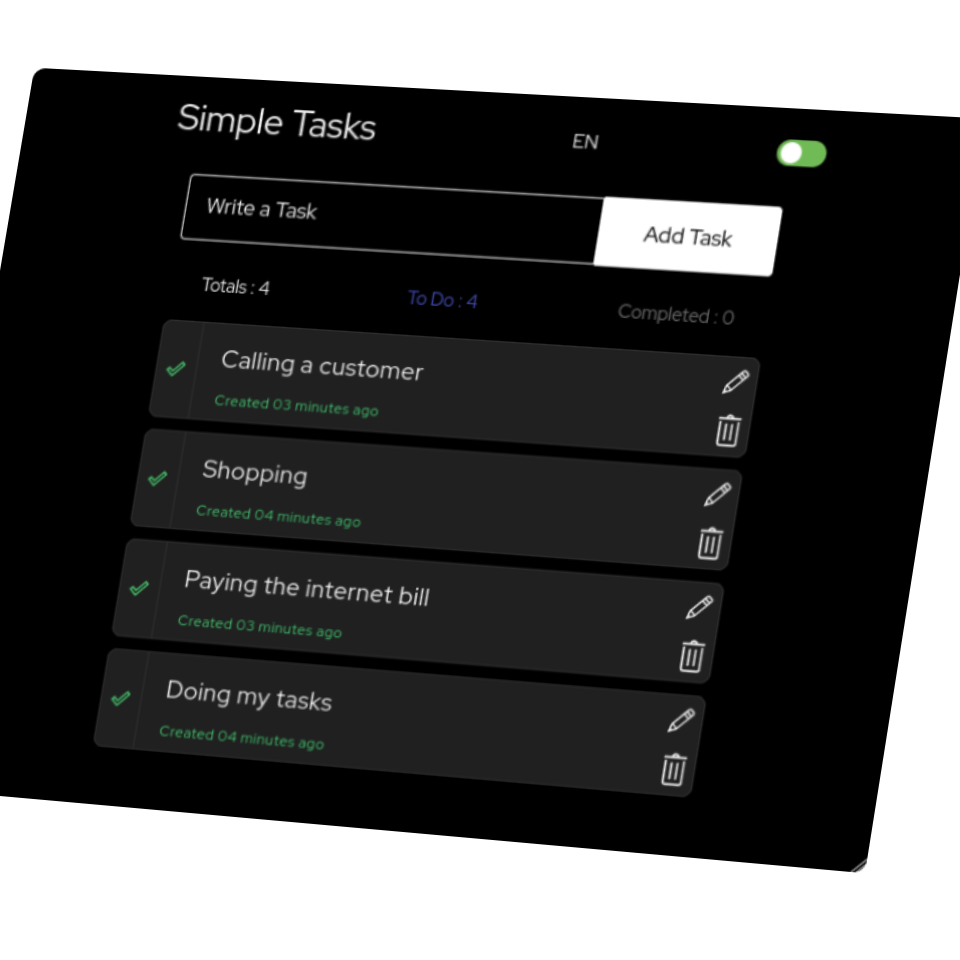 Simple Tasks
EN
Write a Task
Add Task
Totals : 4
To Do : 4
Completed : 0
Calling a customer
Created 03 minutes ago
Shopping
Created 04 minutes ago
Paying the internet bill
Created 03 minutes ago
Doing my tasks
Created 04 minutes ago